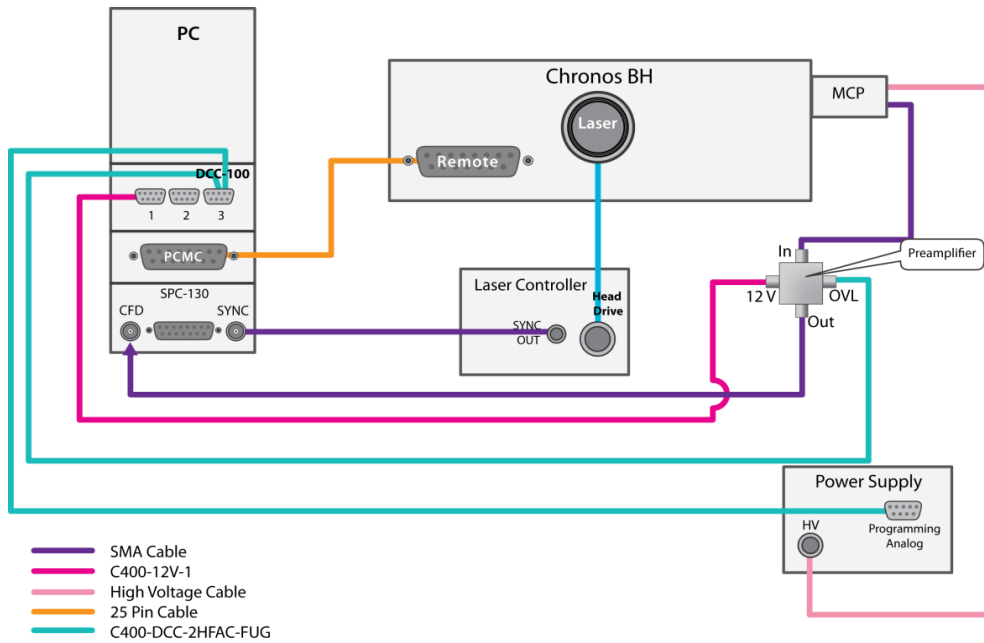 PC
Chronos BH
MCP
Laser
Remote
DCC-100
1 2 3
PCMC
In
Preamplifier
12 V
OVL
Out
SPC-130
CFD
SYNC
Laser Controller
Head
Drive
SYNC
OUT
Power Supply
HV
Programming
Analog
SMA Cable
C400-12V-1
High Voltage Cable
25 Pin Cable
C400-DCC-2HFAC-FUG